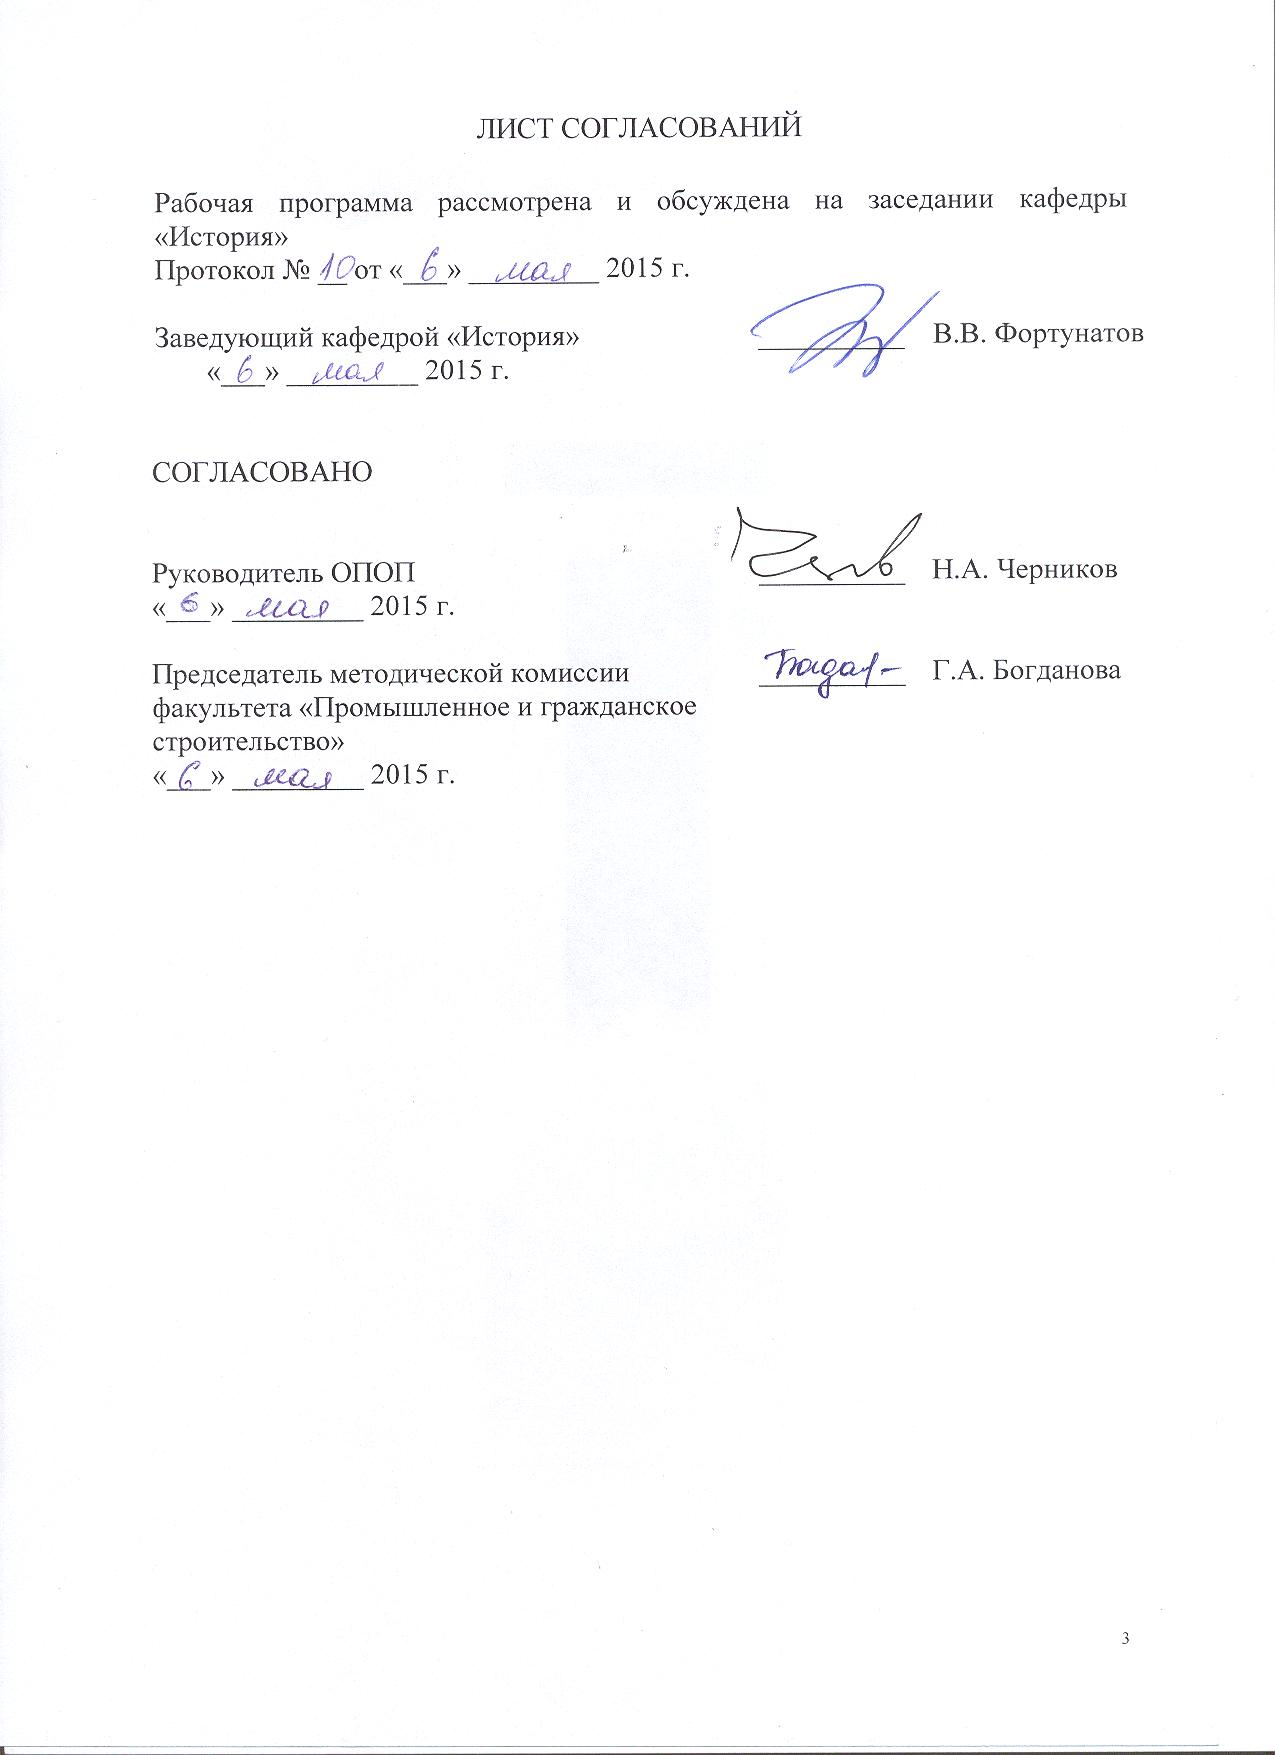 ЛИСТ СОГЛАСОВАНИЙ
Рабочая программа рассмотрена и обсуждена на заседании кафедры
«История»
Протокол № 10 от « 6 » мая 2015 г.
Заведующий кафедрой «История» В.В. Фортунатов
« 6 » мая 2015 г.
СОГЛАСОВАНО
Руководитель ОПОП Н.А. Черников
« 6 » мая 2015 г.
Председатель методической комиссии Г.А. Богданова
факультета «Промышленное и гражданское
строительство»
« 6 » мая 2015 г.
3